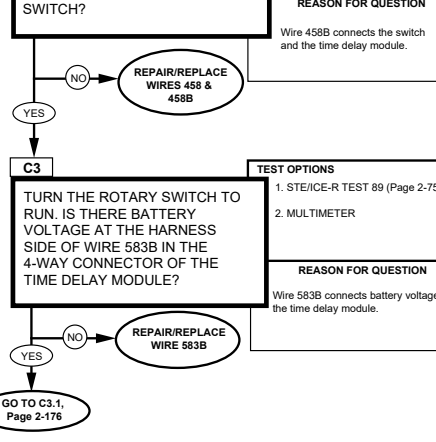 SWITCH?
REASON FOR QUESTION
Wire 458B connects the switch
and the time delay module.
NO
REPAIR/REPLACE
WIRES 458 &
458B
YES
C3
TURN THE ROTARY SWITCH TO
RUN. IS THERE BATTERY
VOLTAGE AT THE HARNESS
SIDE OF WIRE 583B IN THE
4-WAY CONNECTOR OF THE
TIME DELAY MODULE?
TEST OPTIONS
1. STE/ICE-R TEST 89 (Page 2-75
2. MULTIMETER
REASON FOR QUESTION
Wire 583B connects battery voltage
the time delay module.
NO
REPAIR/REPLACE
WIRE 583B
YES
GO TO C3.1,
Page 2-176